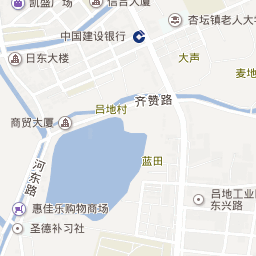 凯盛广场
信合大厦
杏坛镇老人大
中国建设银行
日东大楼
大声
麦地
齐赞路
吕地村
商贸大厦
河东路
蓝田
吕地工业
东兴路
惠佳乐购物商场
圣德补习社